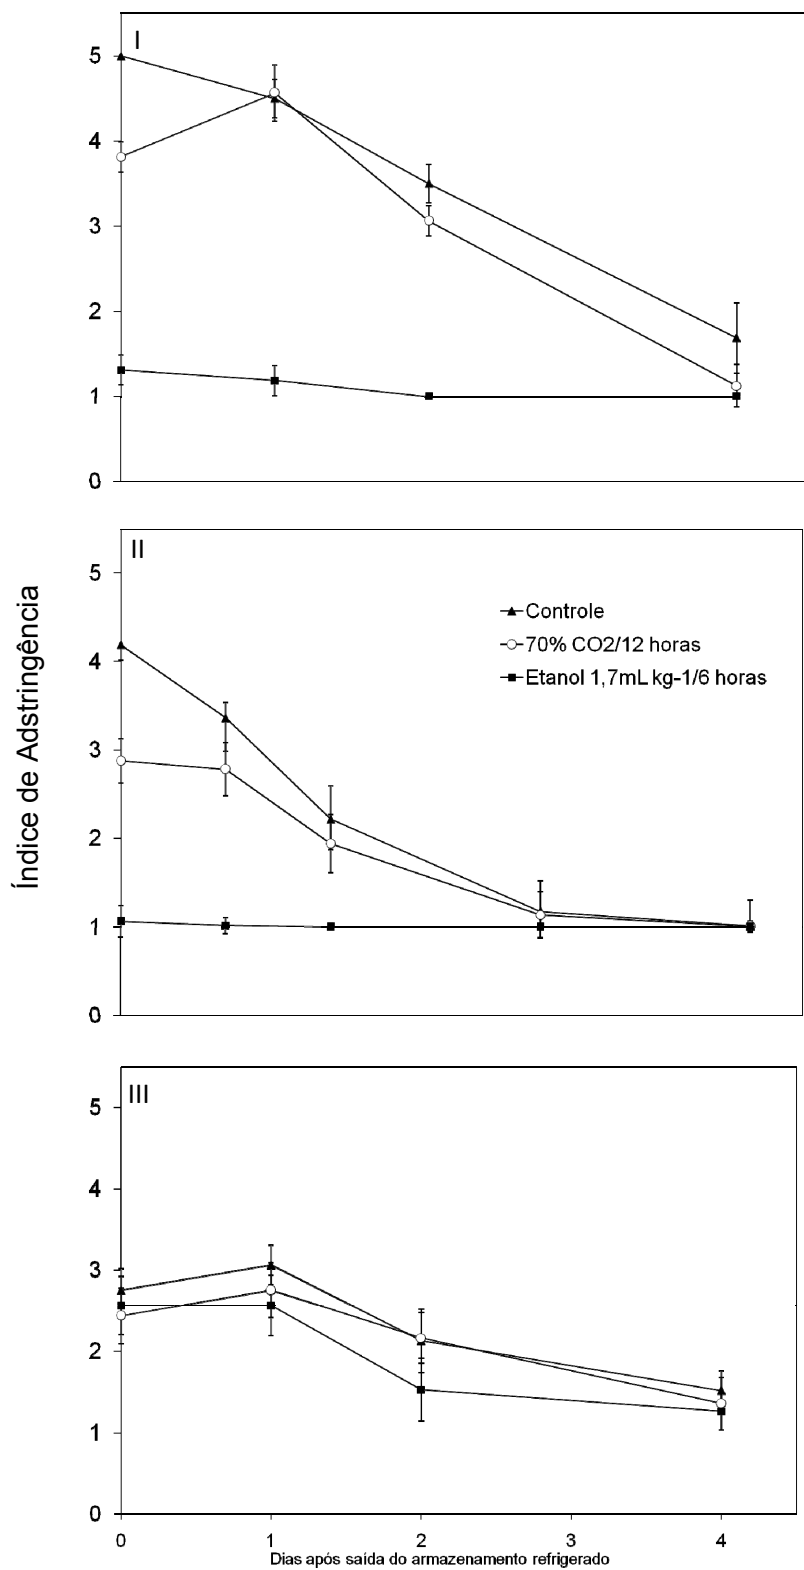 I
5
4
3
2
1
0
Índice de Adstringência
II
5
4
3
2
1
0
Controle
70% CO2/12 horas
Etanol 1,7mL kg-1/6 horas
III
5
4
3
2
1
0
0 1 2 3 4
Dias após saída do armazenamento refrigerado